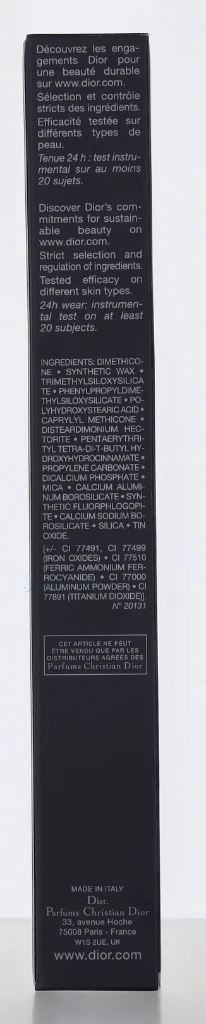 Découvrez les enga-
gements Dior pour
une beauté durable
sur www.dior.com.
Sélection et contrôle
stricts des ingrédients.
Efficacité testée sur
différents types de
peau.
Tenue 24 h : test instru-
mental sur au moins
20 sujets.
Discover Dior's com-
mitments for sustain-
able beauty on
www.dior.com.
Strict selection and
regulation of ingredients.
Tested efficacy on
different skin types.
24h wear: instrumen-
tal test on at least
20 subjects.
INGREDIENTS: DIMETHICO-
NE • SYNTHETIC WAX •
TRIMETHYLSILOXYSILICA
TE • PHENYLPROPYLDIME-
THYLSILOXYSILICATE • PO-
LYHYDROXYSTEARIC ACID •
CAPRYLYL METHICONE •
DISTEARDIMONIUM HEC-
TORITE • PENTAERYTHRI-
TYL TETRA-DI-T-BUTYL HY-
DROXYHYDROCINNAMATE •
PROPYLENE CARBONATE •
DICALCIUM PHOSPHATE •
MICA • CALCIUM ALUMI-
NUM BOROSILICATE • SYN-
THETIC FLUORPHLOGOPI-
TE • CALCIUM SODIUM BO-
ROSILICATE • SILICA • TIN
OXIDE.
[+/- CI 77491, CI 77499
(IRON OXIDES) • CI 77510
(FERRIC AMMONIUM FER-
ROCYANIDE) • CI 77000
(ALUMINUM POWDER) • CI
77891 (TITANIUM DIOXIDE)].
N° 20131
CET ARTICLE NE PEUT
ÊTRE VENDU QUE PAR LES
DISTRIBUTEURS AGRÉÉS DES
Parfums Christian Dior
MADE IN ITALY
Dist.
Parfums Christian Dior
33, avenue Hoche
75008 Paris - France
W1S 2UE, UK
www.dior.com